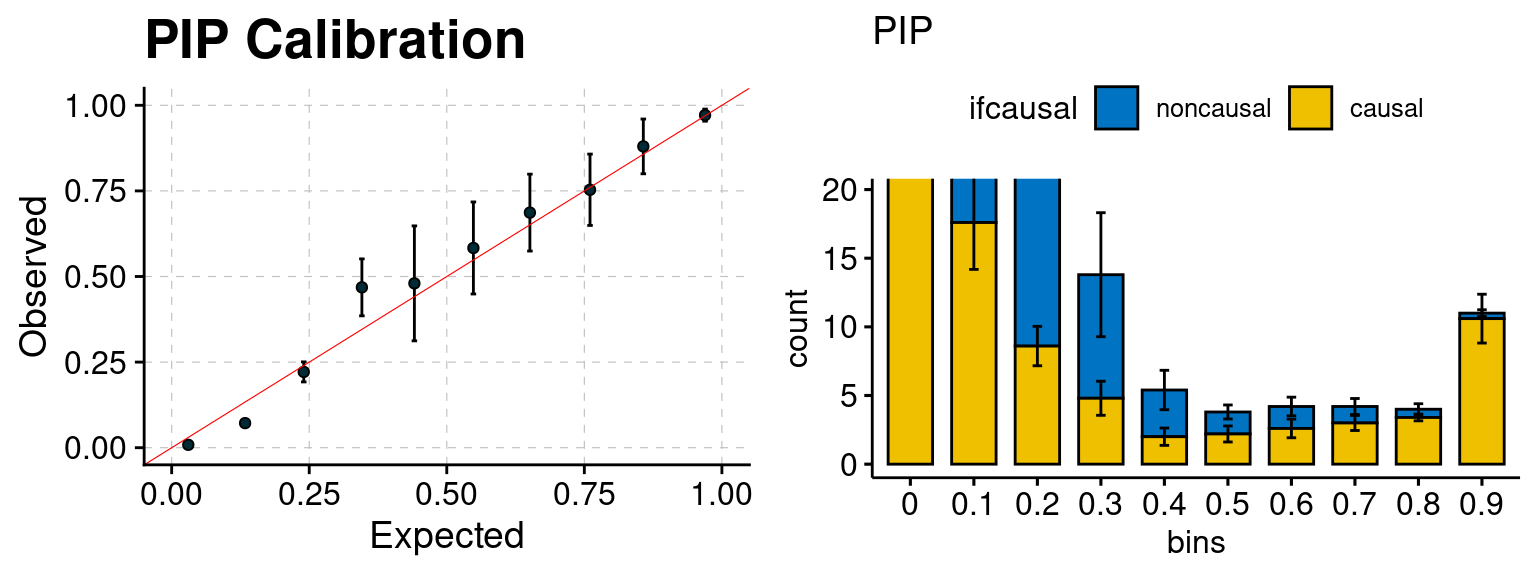 PIP Calibration
1.00
0.75
0.50
0.25
0.00
Observed
0.00 0.25 0.50 0.75 1.00
Expected
PIP
ifcausal noncausal causal
20
15
10
5
0
count
0 0.1 0.2 0.3 0.4 0.5 0.6 0.7 0.8 0.9
bins